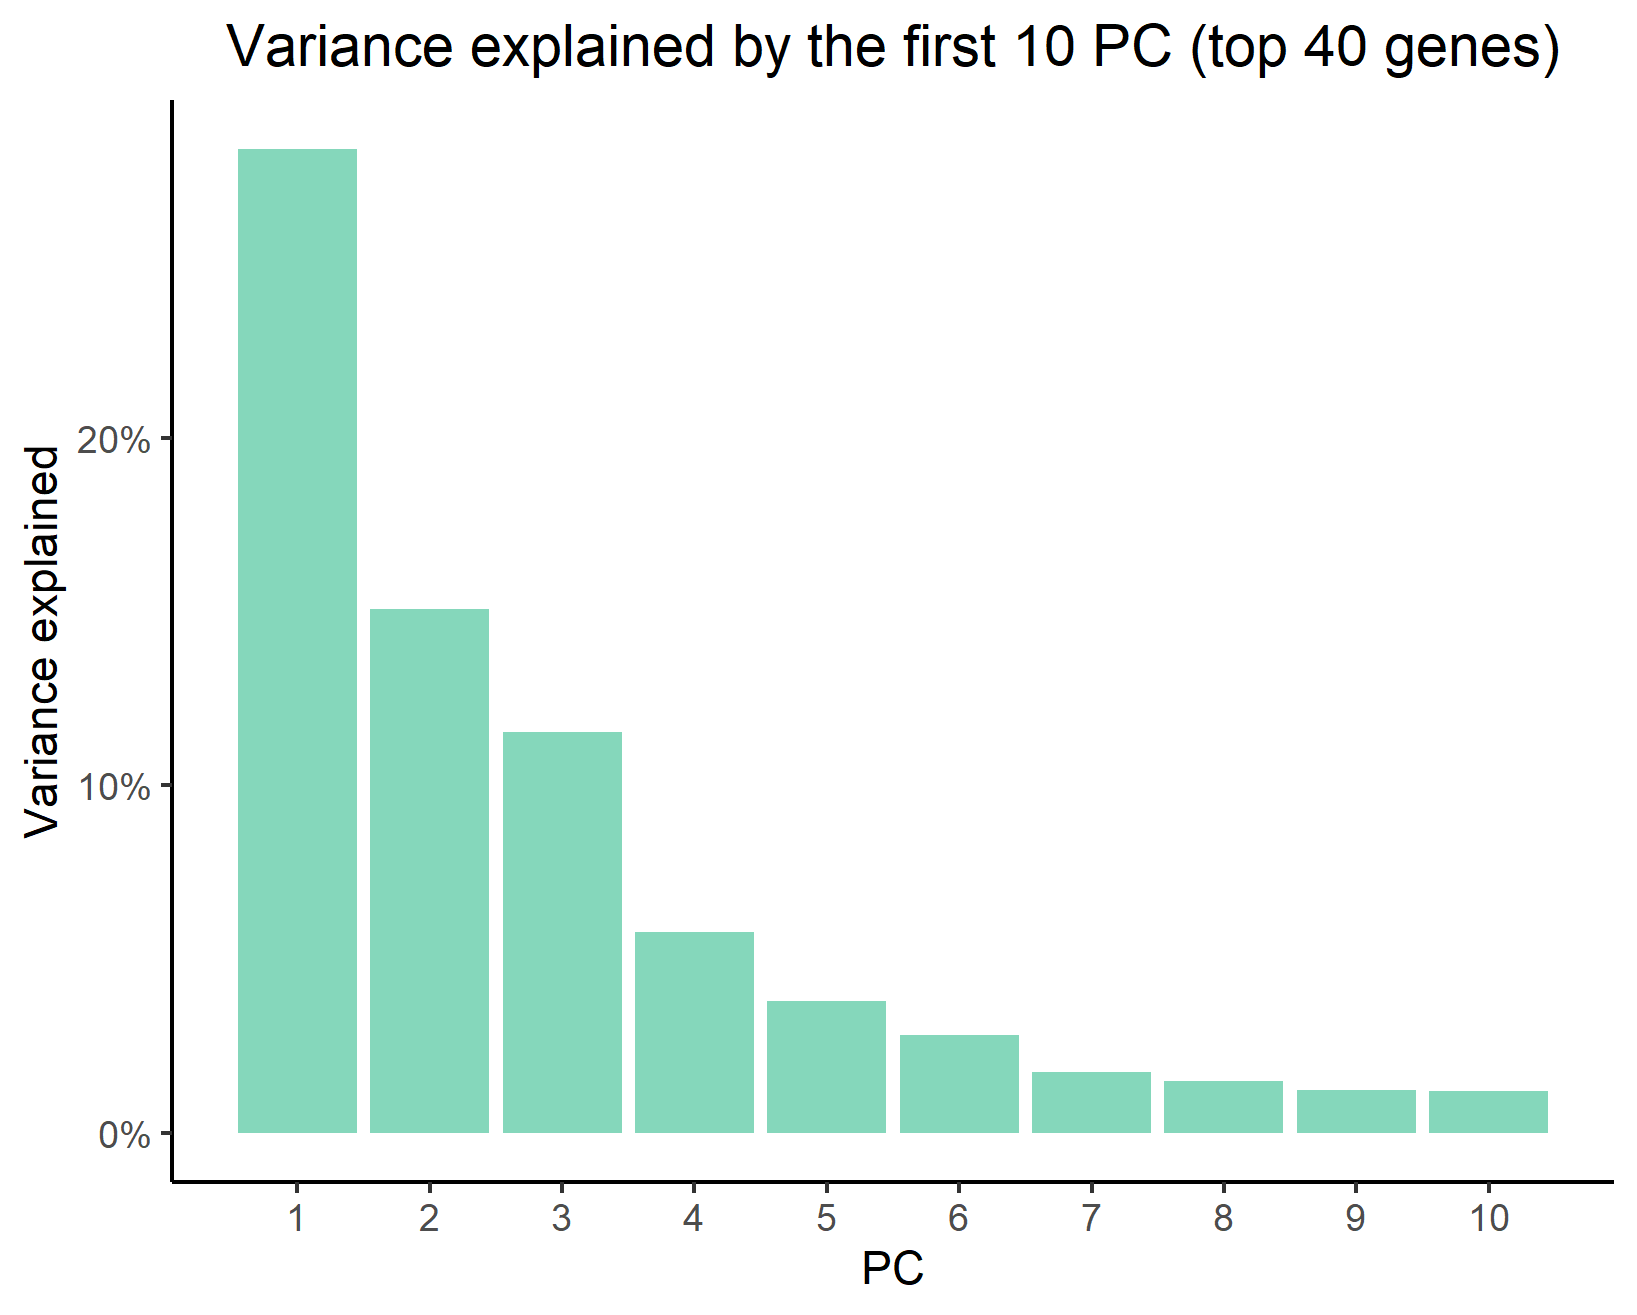 Variance explained by the first 10 PC (top 40 genes)
Variance explained
20%
10%
0%
1 2 3 4 5 6 7 8 9 10
PC